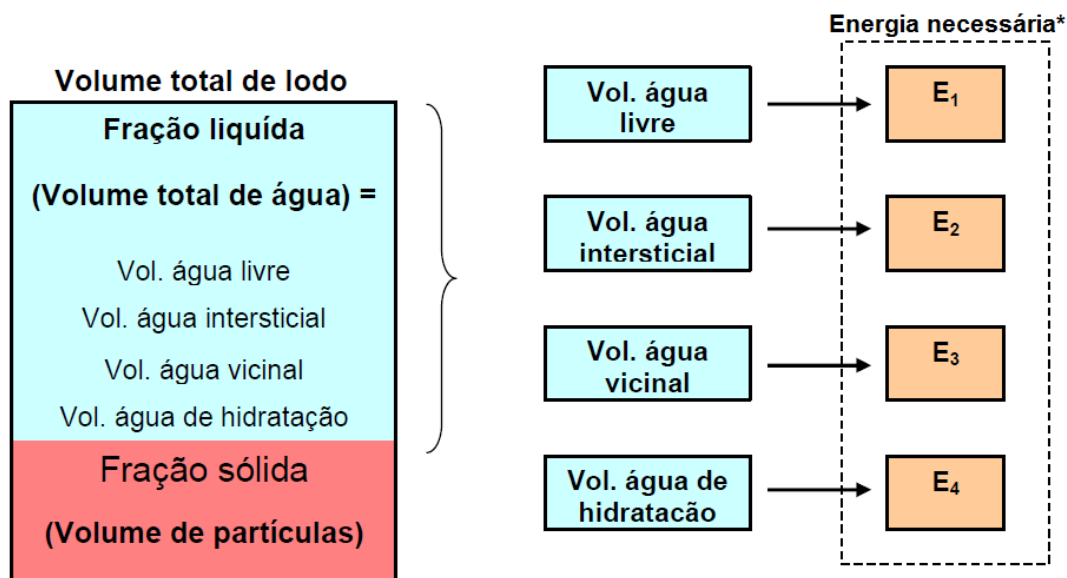 Energia necessária*
Volume total de lodo
Fração liquída
(Volume total de água) =
Vol. água livre
Vol. água intersticial
Vol. água vicinal
Vol. água de hidratação
Fração sólida
(Volume de partículas)
Vol. água
livre
E₁
Vol. água
intersticial
E₂
Vol. água
vicinal
E₃
Vol. água de
hidratacão
E₄